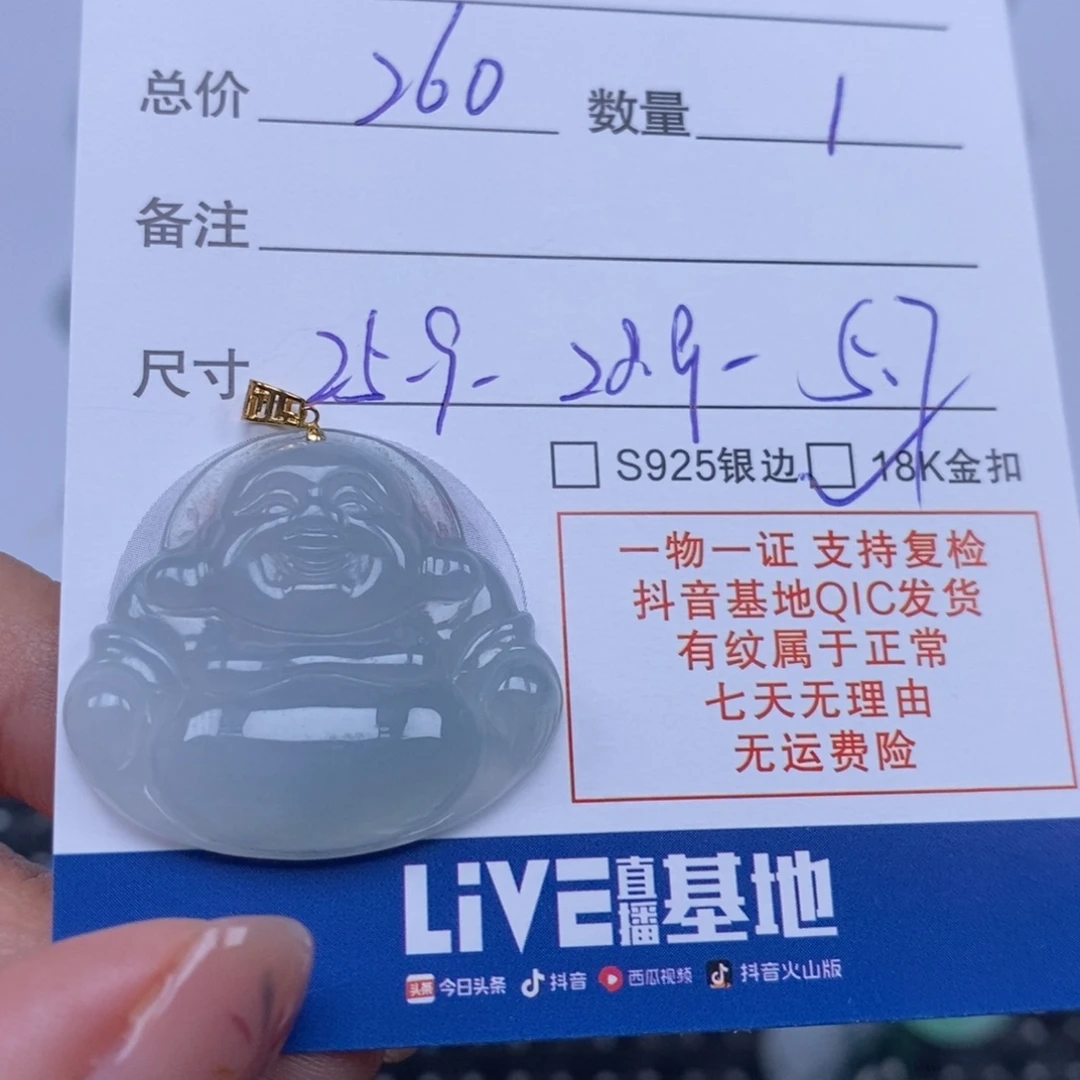 总价 260 数量 1
备注
尺寸 25.9- 28.9- 5.7
S925银边 18K金扣
一物一证 支持复检
抖音基地QIC发货
有纹属于正常
七天无理由
无运费险
LiVE直播基地
头条 今日头条 抖音 西瓜视频 抖音火山版